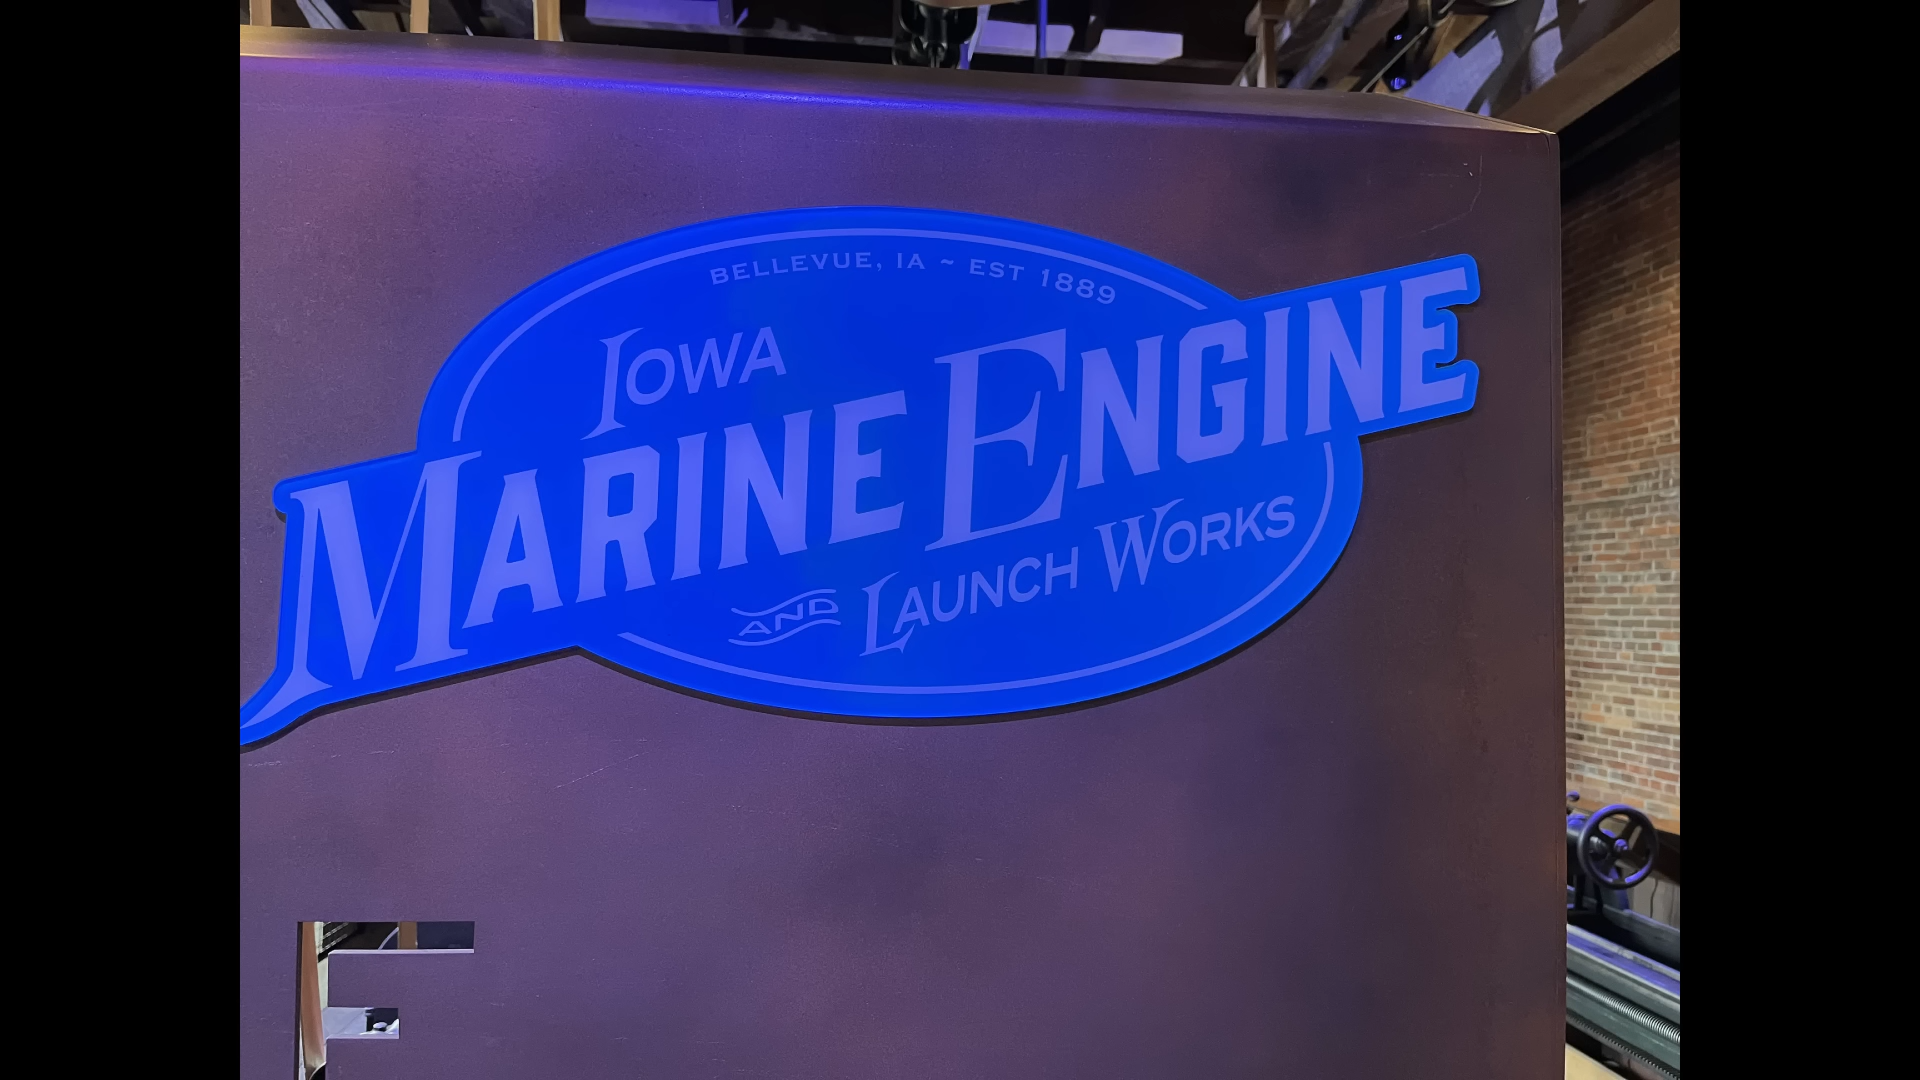 BELLEVUE, IA ~ EST 1889
IOWA
MARINE ENGINE
AND LAUNCH WORKS
F